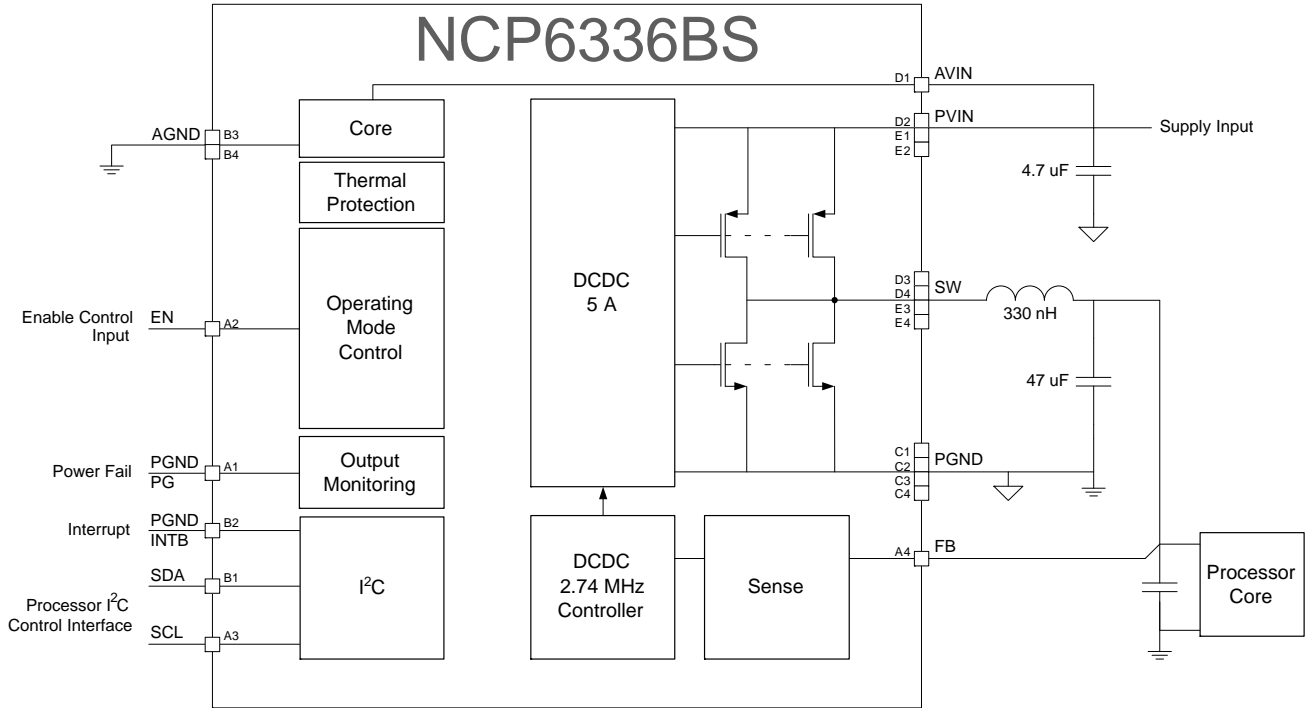 NCP6336BS
D1 AVIN
Core
D2 PVIN
E1
E2
Supply Input
AGND B3
B4
4.7 uF
Thermal
Protection
DCDC
5 A
Operating
Mode
Control
D3
D4 SW
E3
E4
330 nH
Enable Control
Input
EN A2
47 uF
C1
C2 PGND
C3
C4
Power Fail
PGND A1
PG
Output
Monitoring
Interrupt
PGND B2
INTB
A4 FB
DCDC
2.74 MHz
Controller
Sense
Processor
Core
I²C
SDA B1
Processor I²C
Control Interface
SCL A3